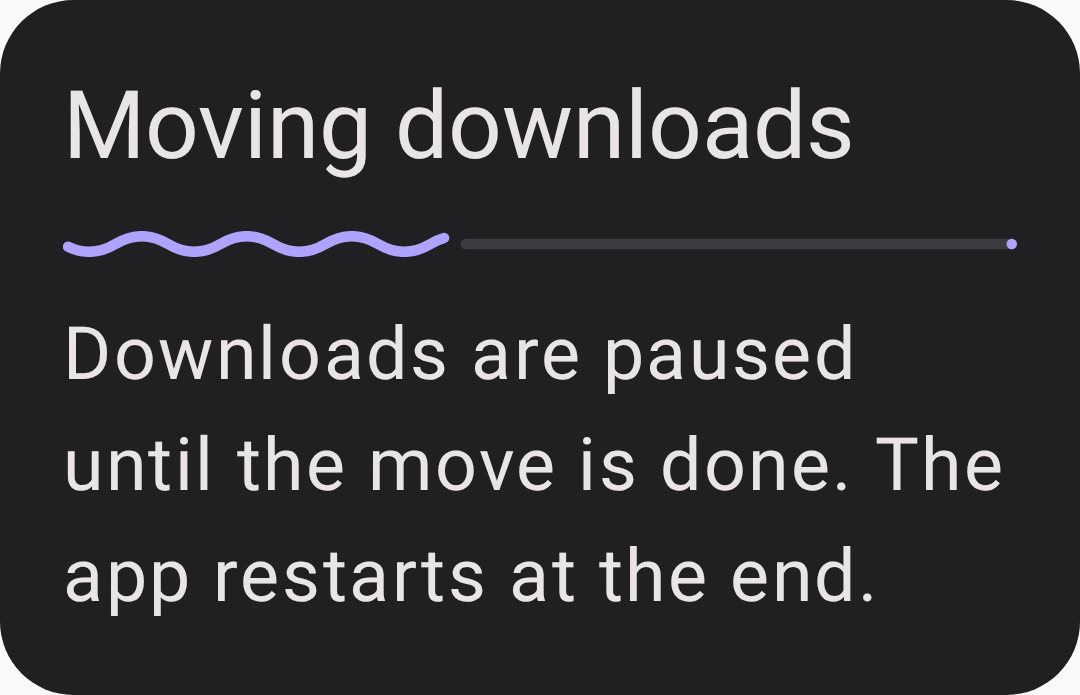 Moving downloads
Downloads are paused
until the move is done. The
app restarts at the end.